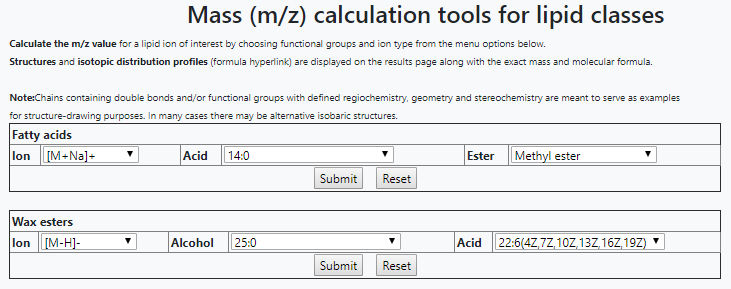 Mass (m/z) calculation tools for lipid classes
Calculate the m/z value for a lipid ion of interest by choosing functional groups and ion type from the menu options below.
Structures and isotopic distribution profiles (formula hyperlink) are displayed on the results page along with the exact mass and molecular formula.
Note:Chains containing double bonds and/or functional groups with defined regiochemistry, geometry and stereochemistry are meant to serve as examples
for structure-drawing purposes. In many cases there may be alternative isobaric structures.
Fatty acids
Ion [M+Na]+ Acid 14:0 Ester Methyl ester
Submit Reset
Wax esters
Ion [M-H]- Alcohol 25:0 Acid 22:6(4Z,7Z,10Z,13Z,16Z,19Z)
Submit Reset